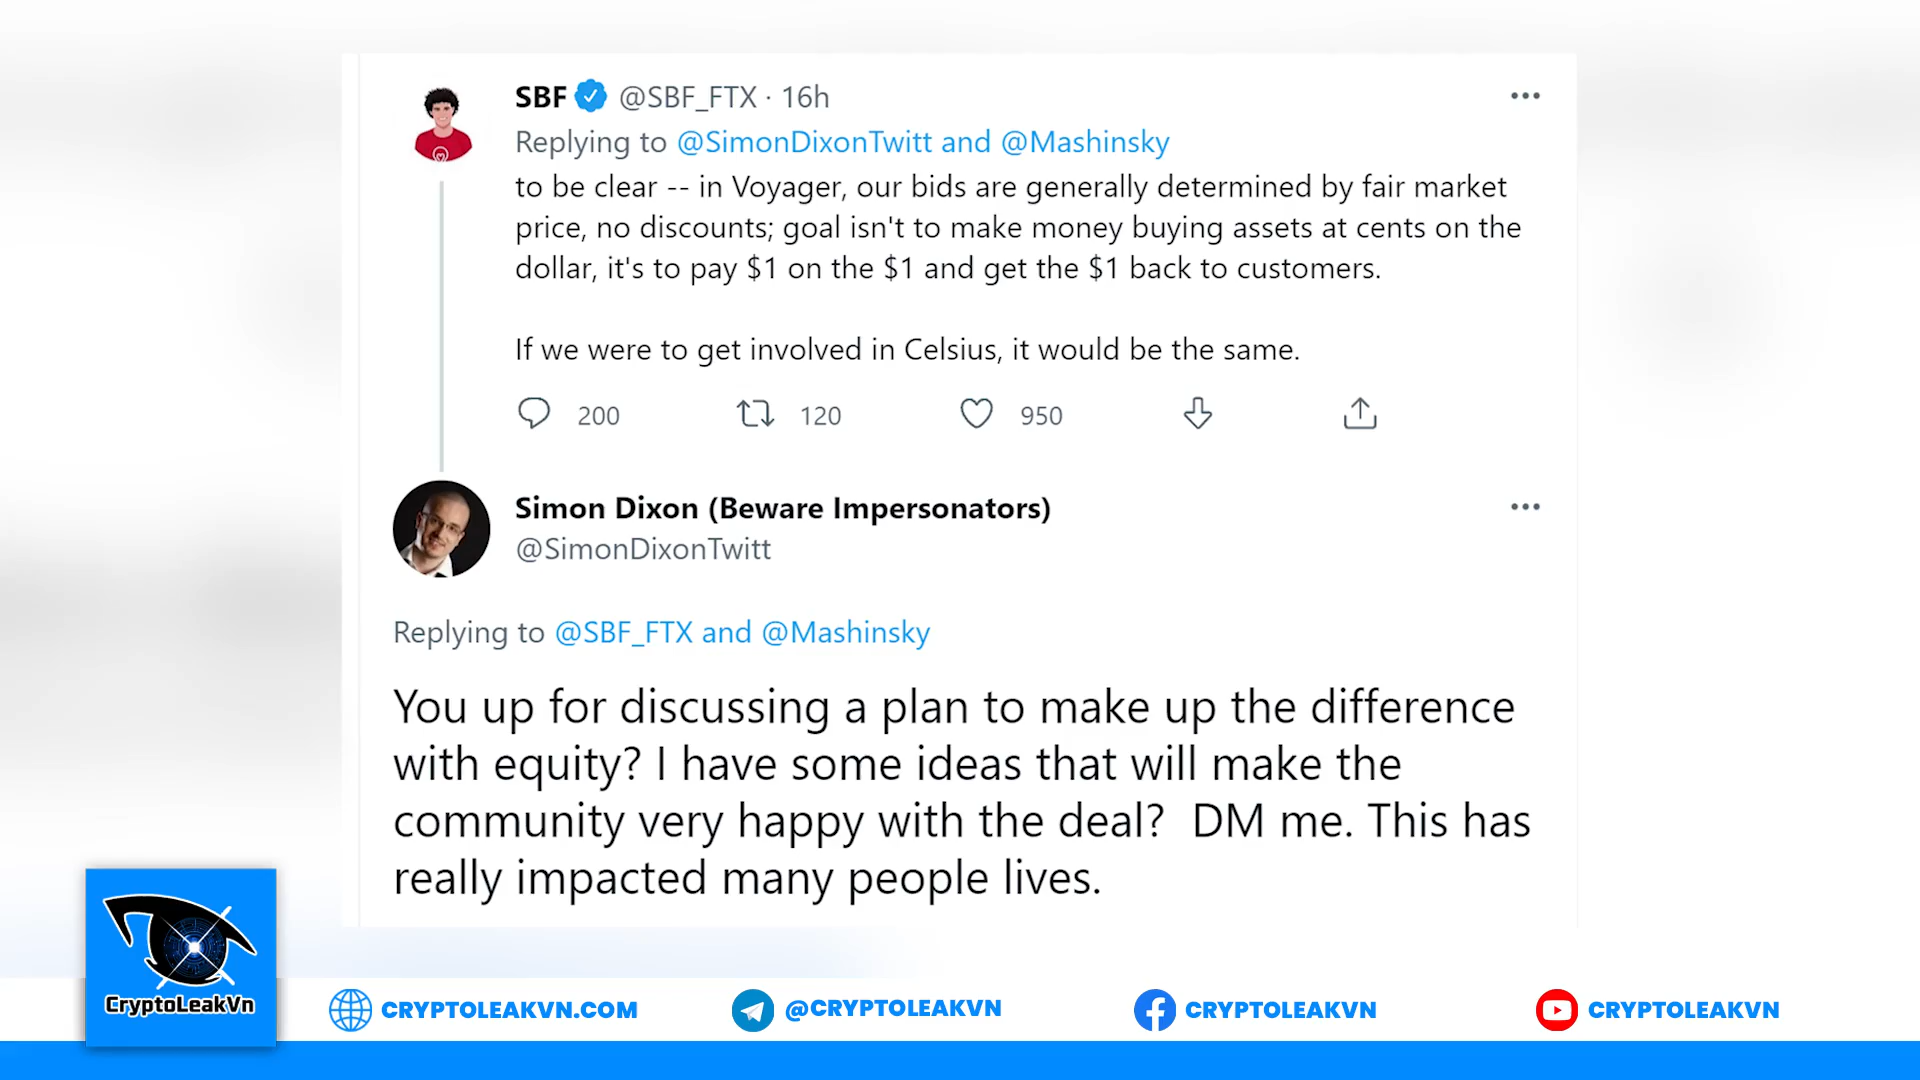 SBF @SBF_FTX · 16h
Replying to @SimonDixonTwitt and @Mashinsky
to be clear -- in Voyager, our bids are generally determined by fair market
price, no discounts; goal isn't to make money buying assets at cents on the
dollar, it's to pay $1 on the $1 and get the $1 back to customers.
If we were to get involved in Celsius, it would be the same.
200 120 950
Simon Dixon (Beware Impersonators)
@SimonDixonTwitt
Replying to @SBF_FTX and @Mashinsky
You up for discussing a plan to make up the difference
with equity? I have some ideas that will make the
community very happy with the deal? DM me. This has
really impacted many people lives.
CryptoLeakVn
CRYPTOLEAKVN.COM
@CRYPTOLEAKVN
CRYPTOLEAKVN
CRYPTOLEAKVN